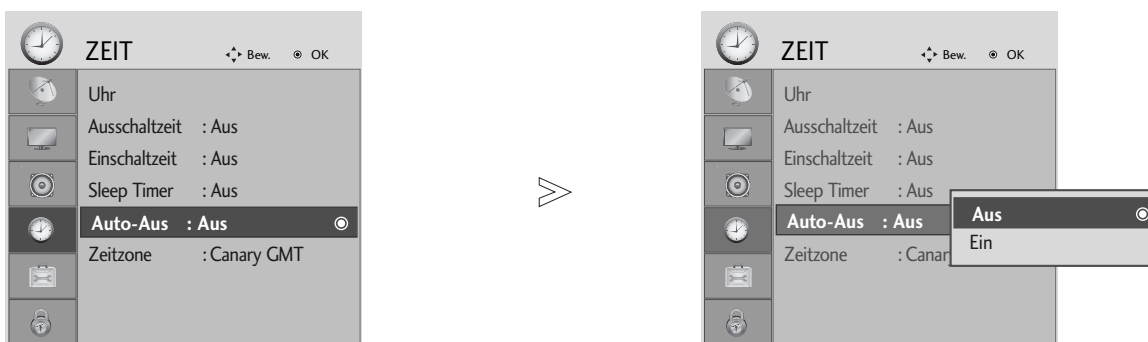 ZEIT Bew. OK
Uhr
Ausschaltzeit : Aus
Einschaltzeit : Aus
Sleep Timer : Aus
Auto-Aus : Aus
Zeitzone : Canary GMT
ZEIT Bew. OK
Uhr
Ausschaltzeit : Aus
Einschaltzeit : Aus
Sleep Timer : Aus
Auto-Aus : Aus
Zeitzone : Canar
Aus
Ein